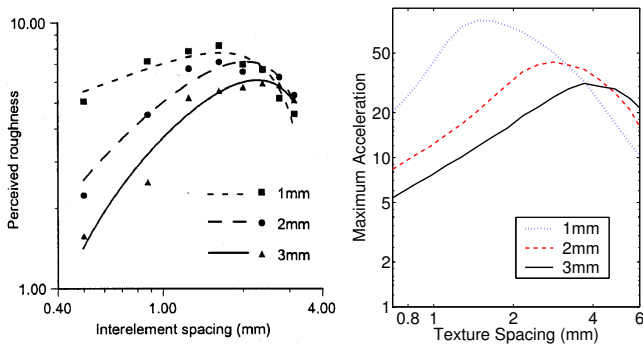 10.00
Perceived roughness
1.00
0.40
1.00
4.00
Interelement spacing (mm)
1mm
2mm
3mm
50
20
10
5
2
1
Maximum Acceleration
0.8
1
2
4
6
Texture Spacing (mm)
1mm
2mm
3mm